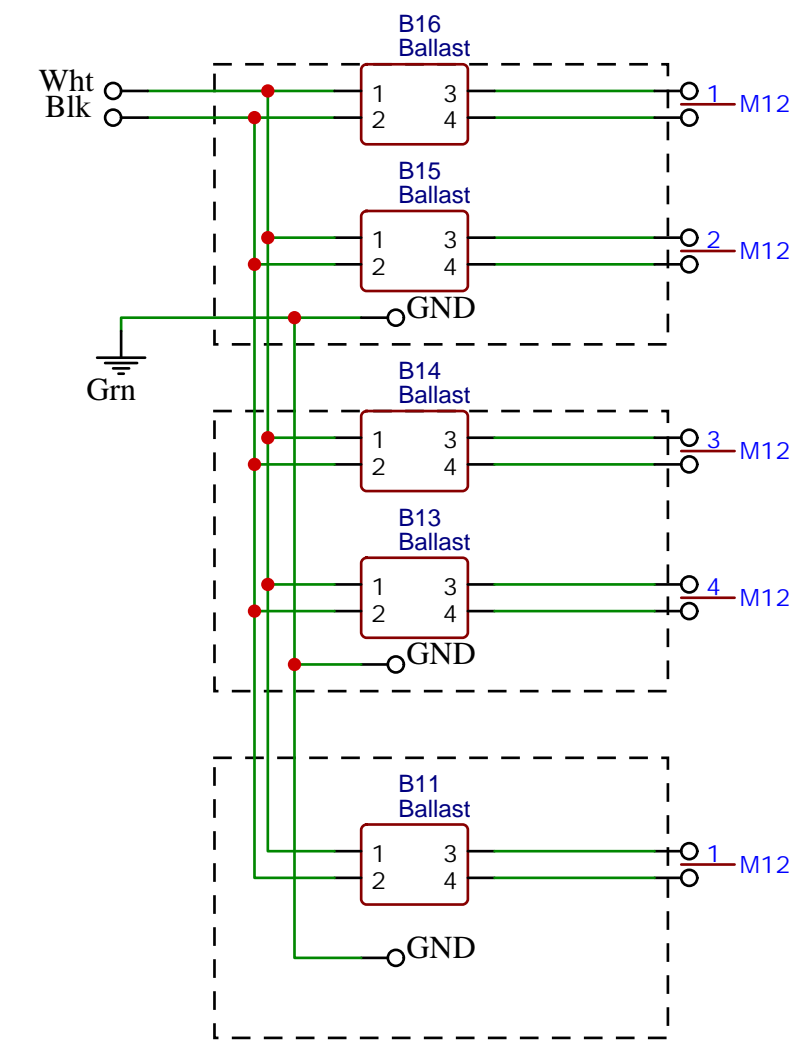 B16
Ballast
Wht
Blk
1 3
2 4
1
M12
B15
Ballast
1 3
2 4
2
M12
GND
Grn
B14
Ballast
1 3
2 4
3
M12
B13
Ballast
1 3
2 4
4
M12
GND
B11
Ballast
1 3
2 4
1
M12
GND